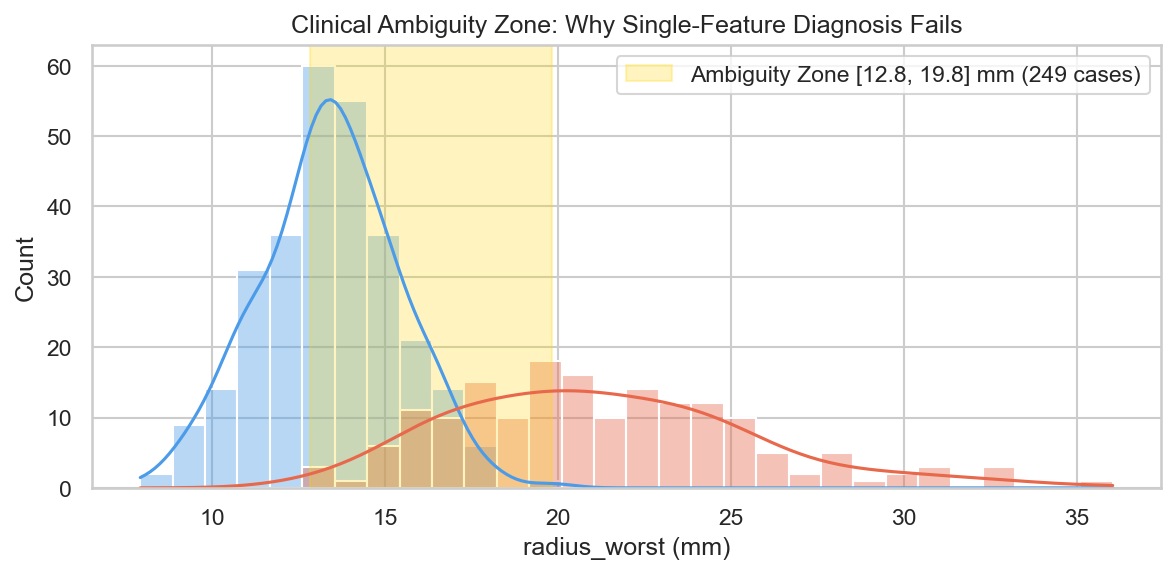 Clinical Ambiguity Zone: Why Single-Feature Diagnosis Fails
Ambiguity Zone [12.8, 19.8] mm (249 cases)
60
50
40
30
20
10
0
Count
10 15 20 25 30 35
radius_worst (mm)